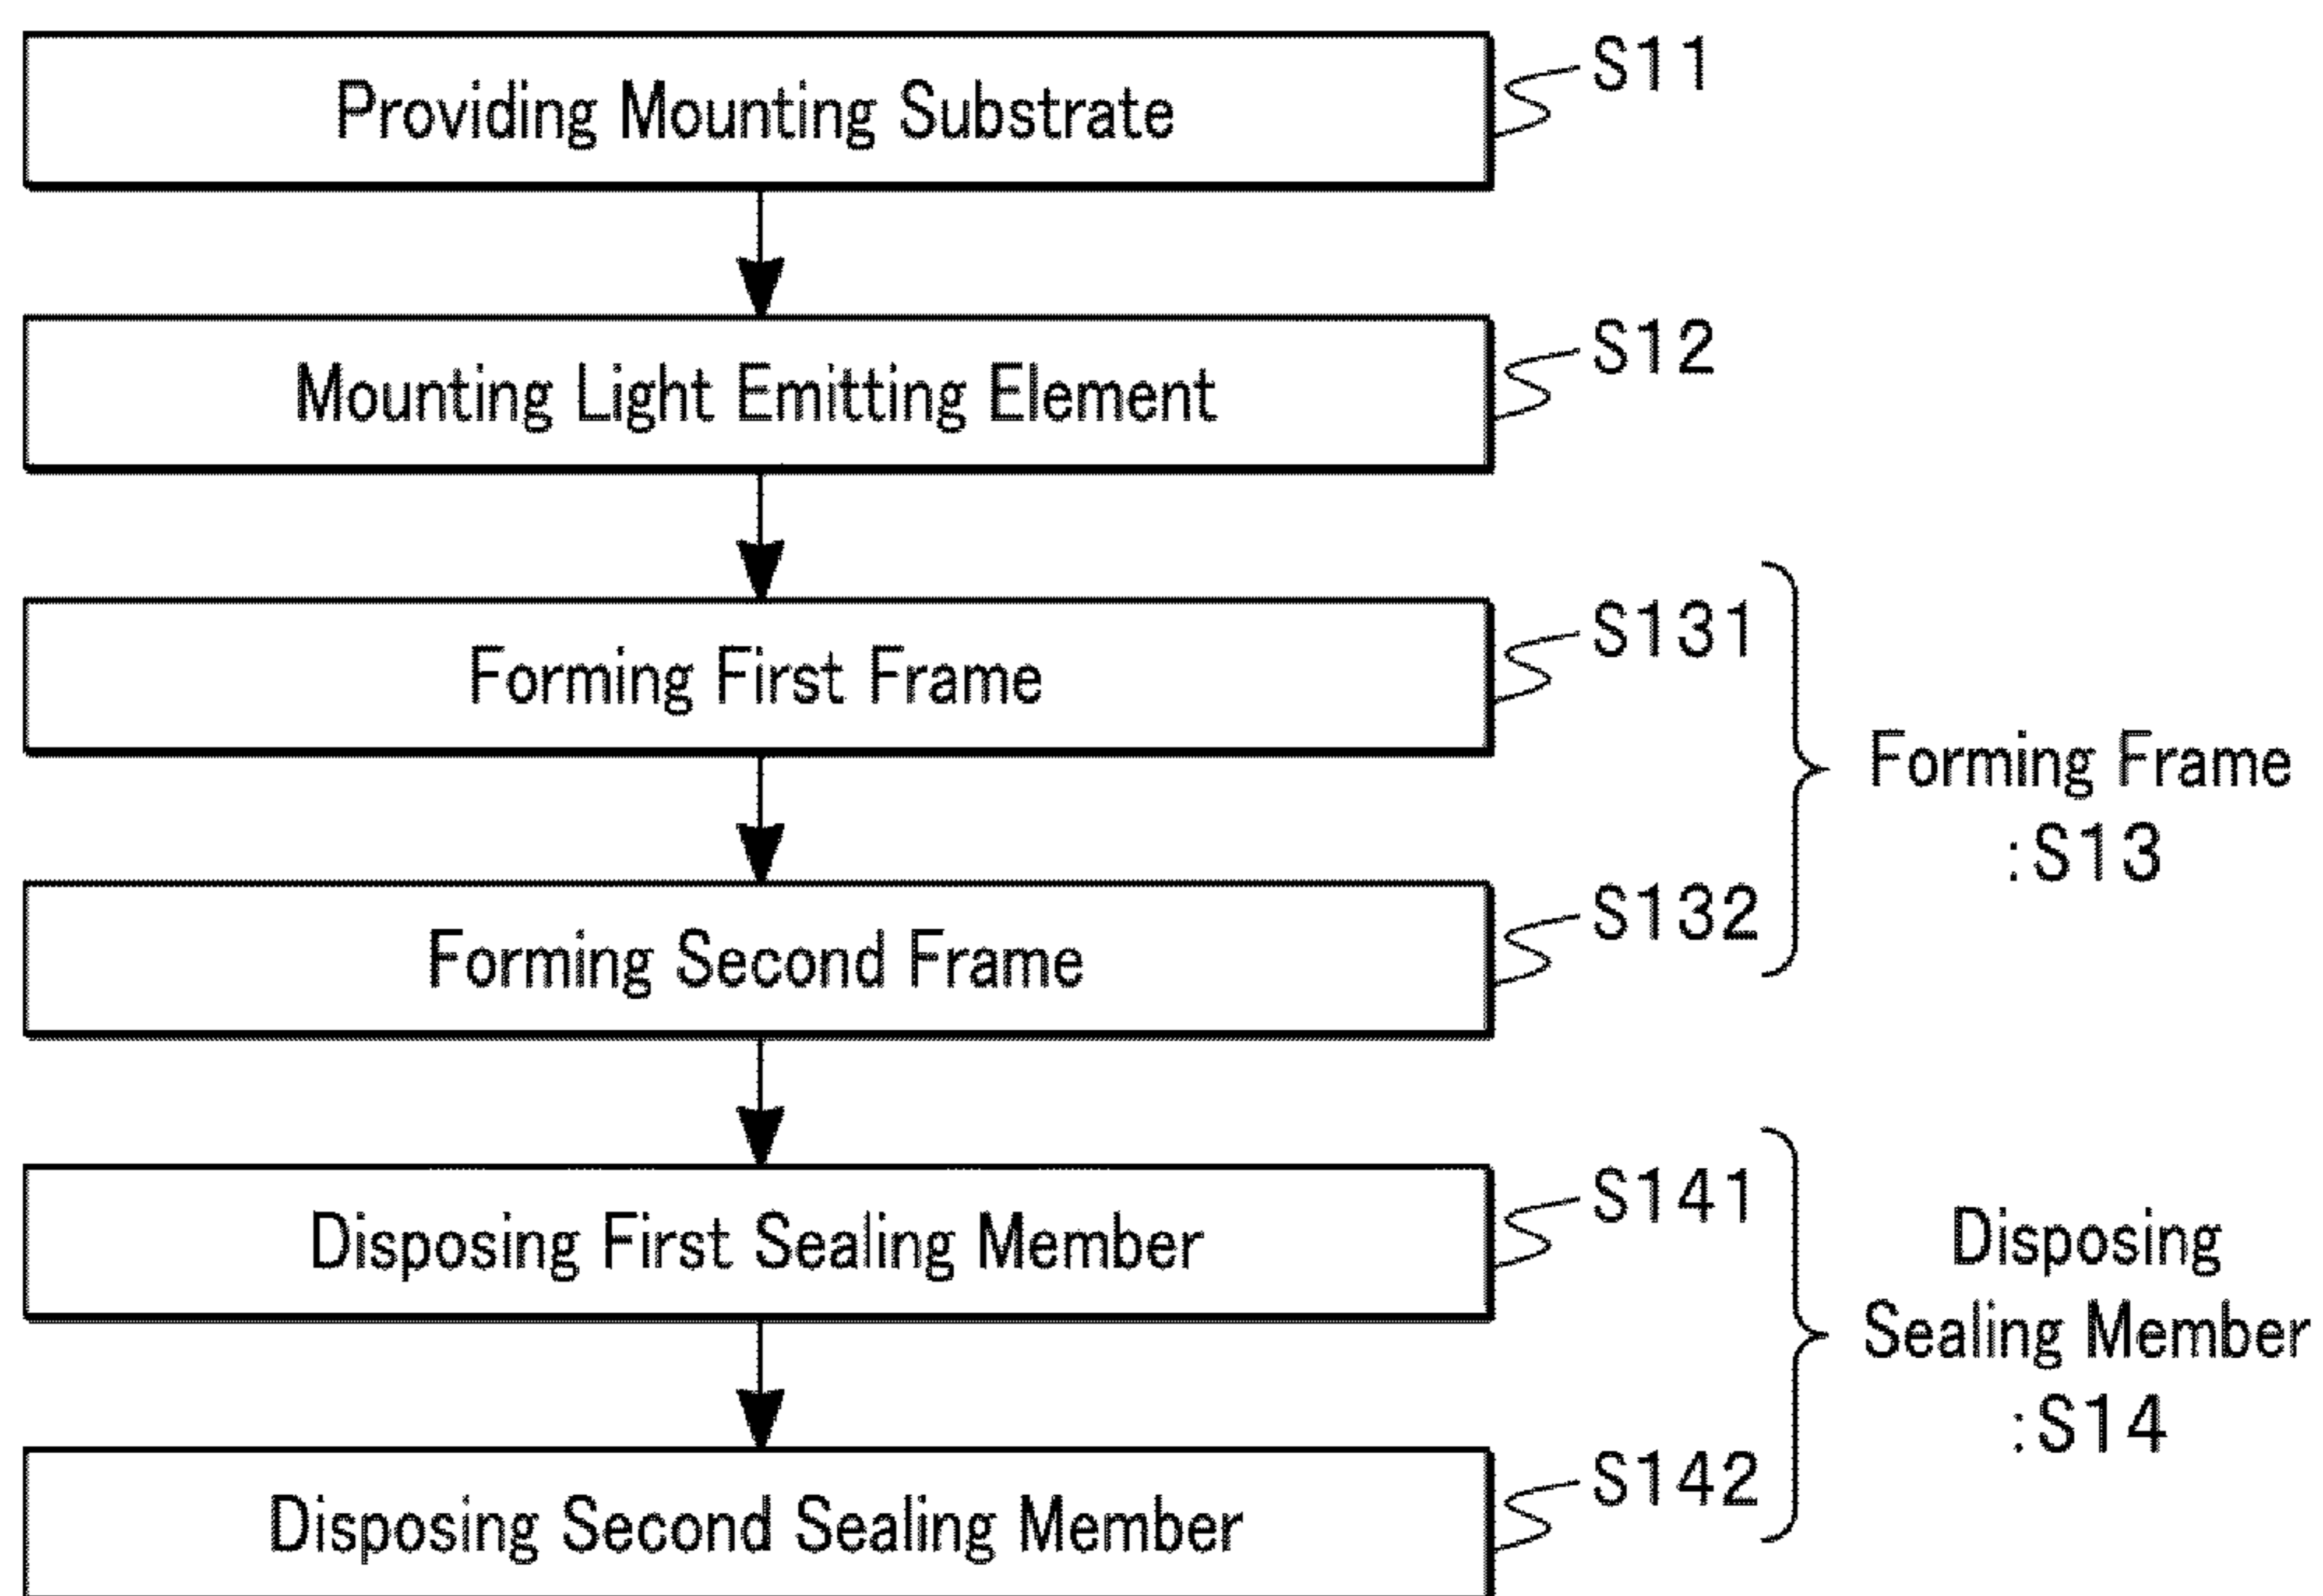 Providing Mounting Substrate
S11
Mounting Light Emitting Element
S12
Forming First Frame
S131
Forming Second Frame
S132
Forming Frame
:S13
Disposing First Sealing Member
S141
Disposing Second Sealing Member
S142
Disposing
Sealing Member
:S14